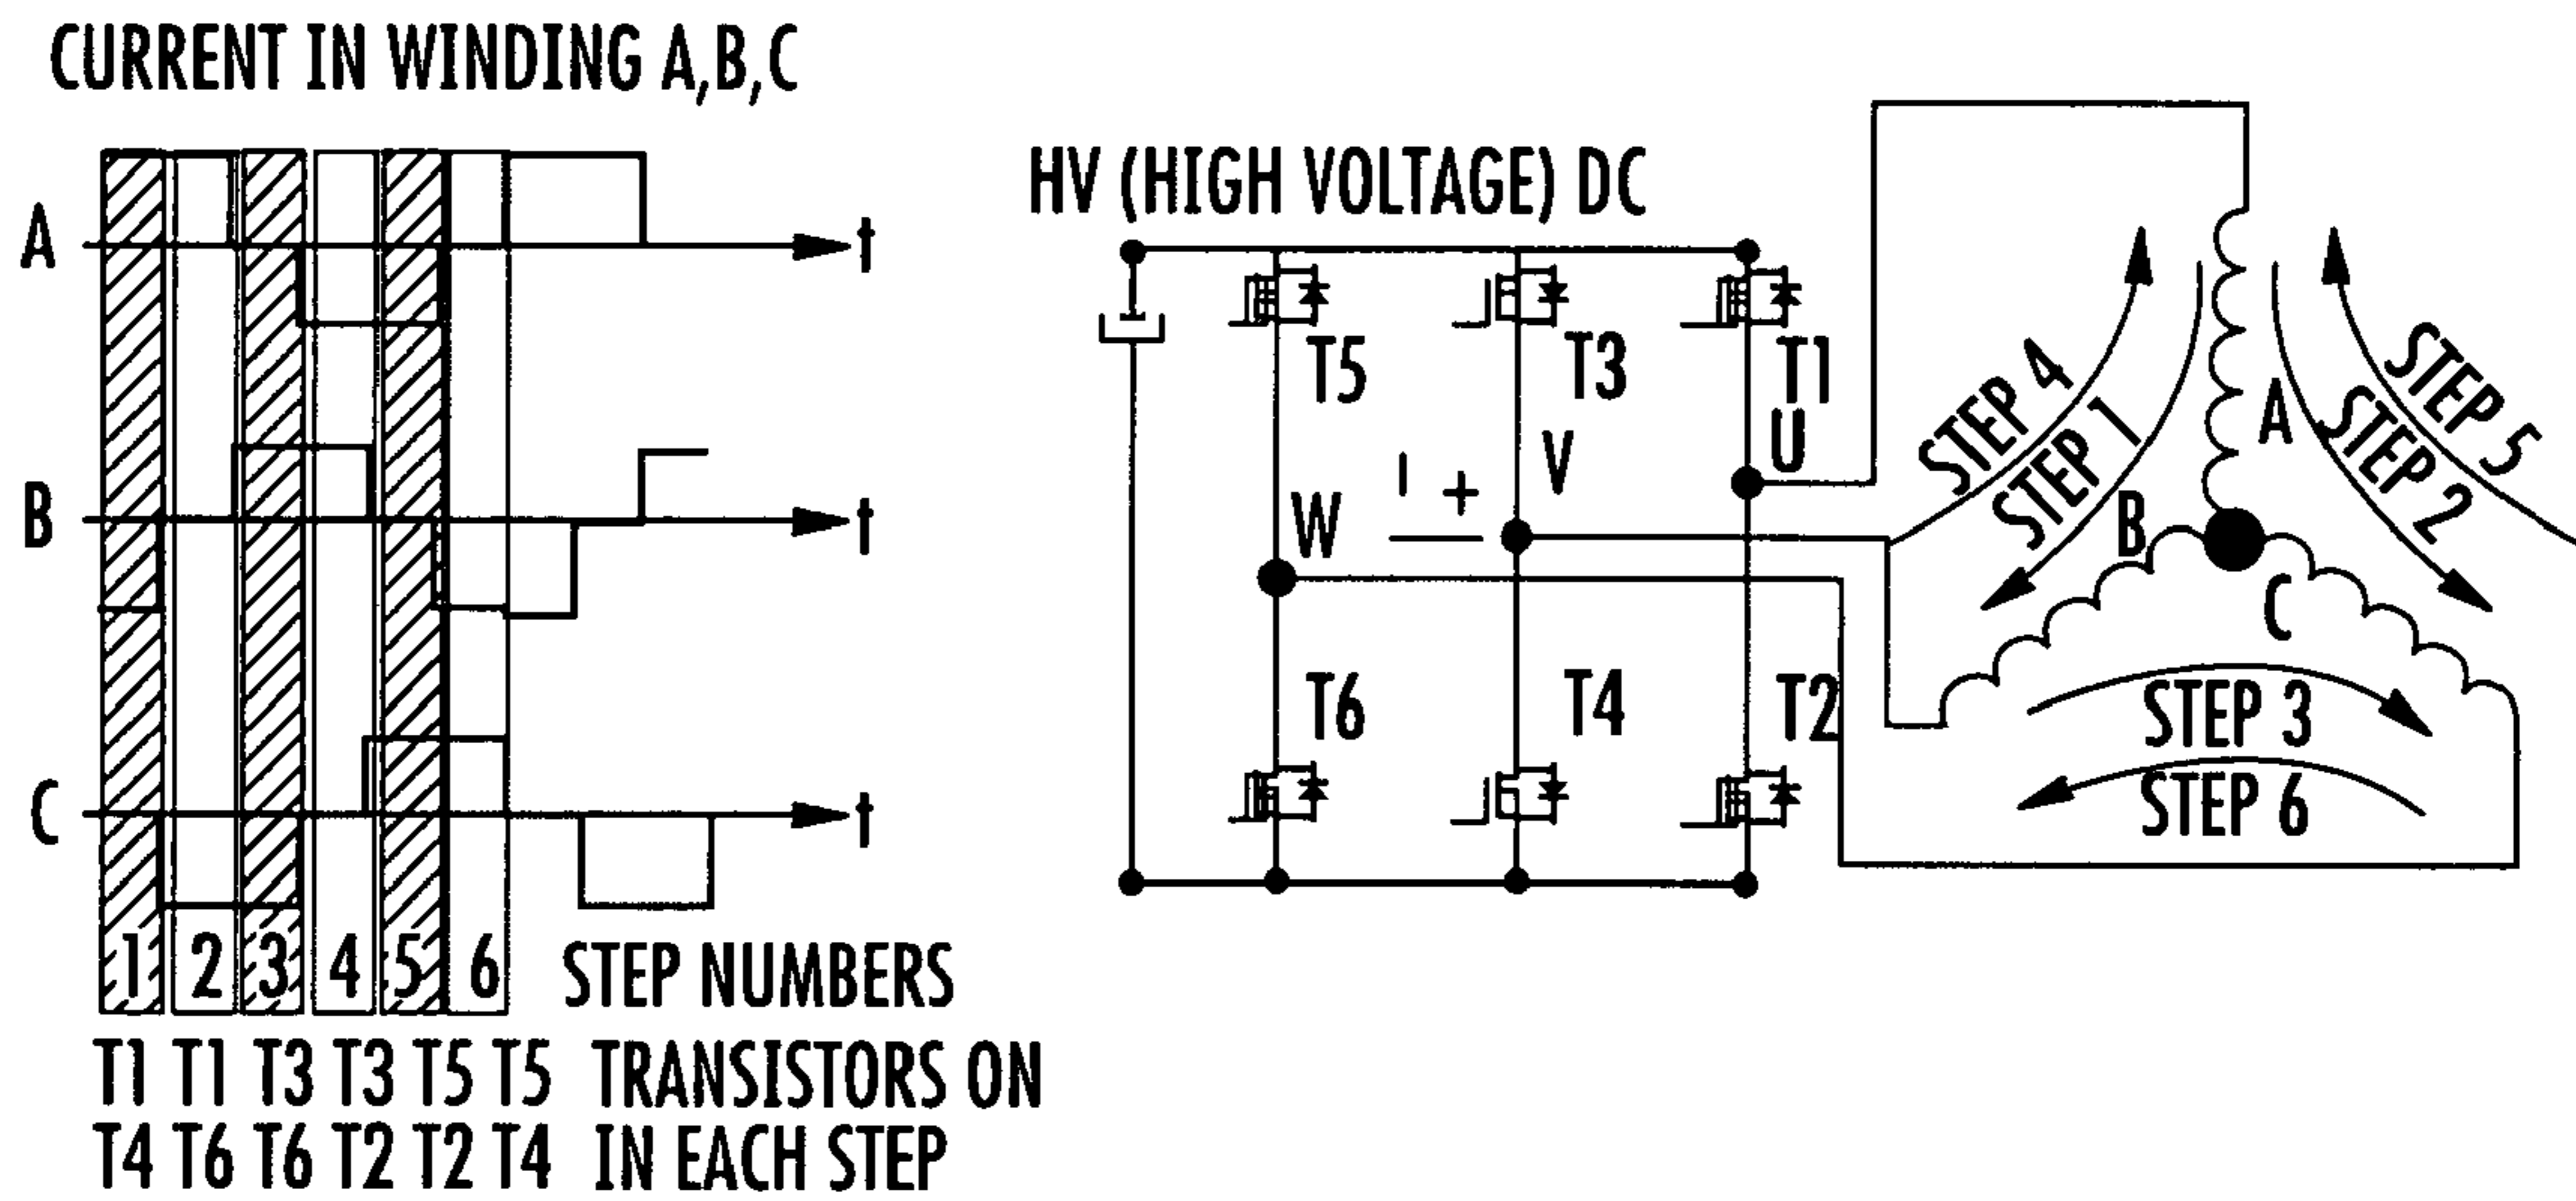 CURRENT IN WINDING A,B,C
A
t
B
t
C
t
1 2 3 4 5 6 STEP NUMBERS
T1 T1 T3 T3 T5 T5 TRANSISTORS ON
T4 T6 T6 T2 T2 T4 IN EACH STEP
HV (HIGH VOLTAGE) DC
T5
T3
T1
U
V
W
- +
T6
T4
T2
STEP 4
STEP 1
STEP 5
STEP 2
A
B
C
STEP 3
STEP 6